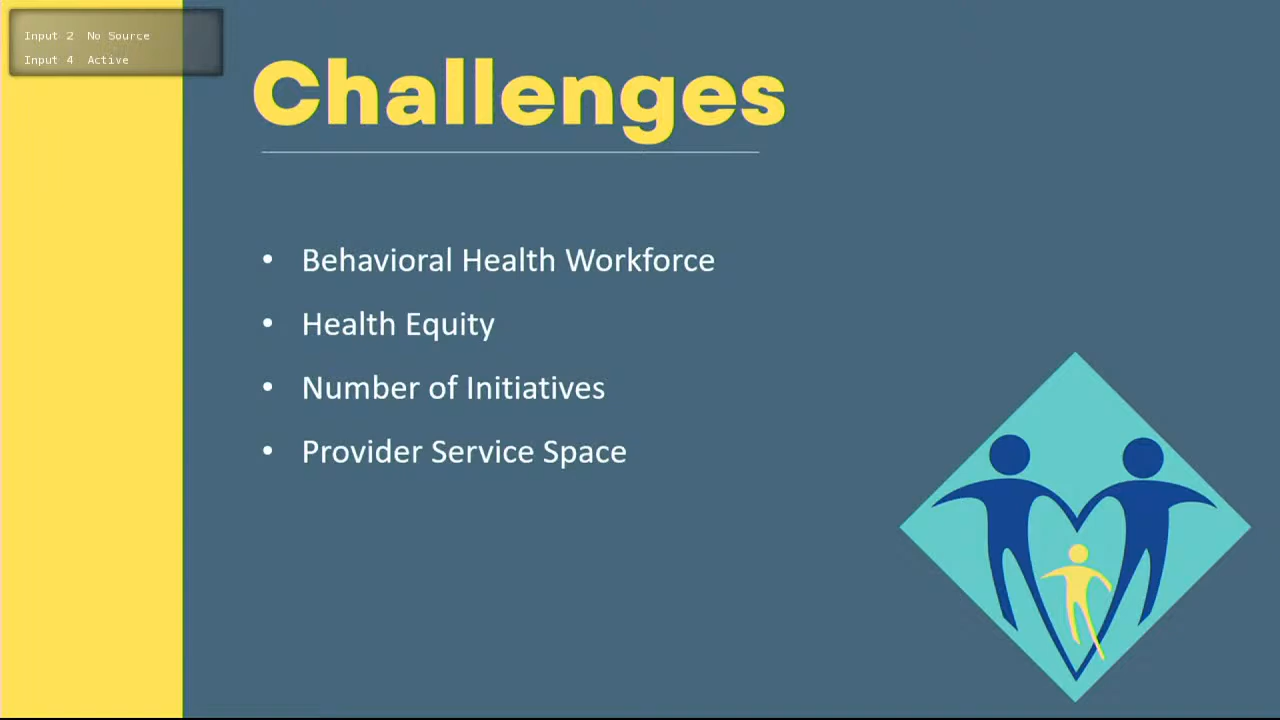 Input 2  No Source
Input 4  Active
Challenges
• Behavioral Health Workforce
• Health Equity
• Number of Initiatives
• Provider Service Space